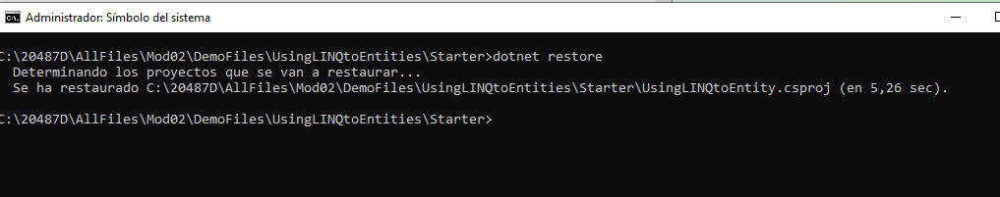 Administrador: Símbolo del sistema
C:\20487D\AllFiles\Mod02\DemoFiles\UsingLINQtoEntities\Starter>dotnet restore
Determinando los proyectos que se van a restaurar...
Se ha restaurado C:\20487D\AllFiles\Mod02\DemoFiles\UsingLINQtoEntities\Starter\UsingLINQtoEntity.csproj (en 5,26 sec).
C:\20487D\AllFiles\Mod02\DemoFiles\UsingLINQtoEntities\Starter>